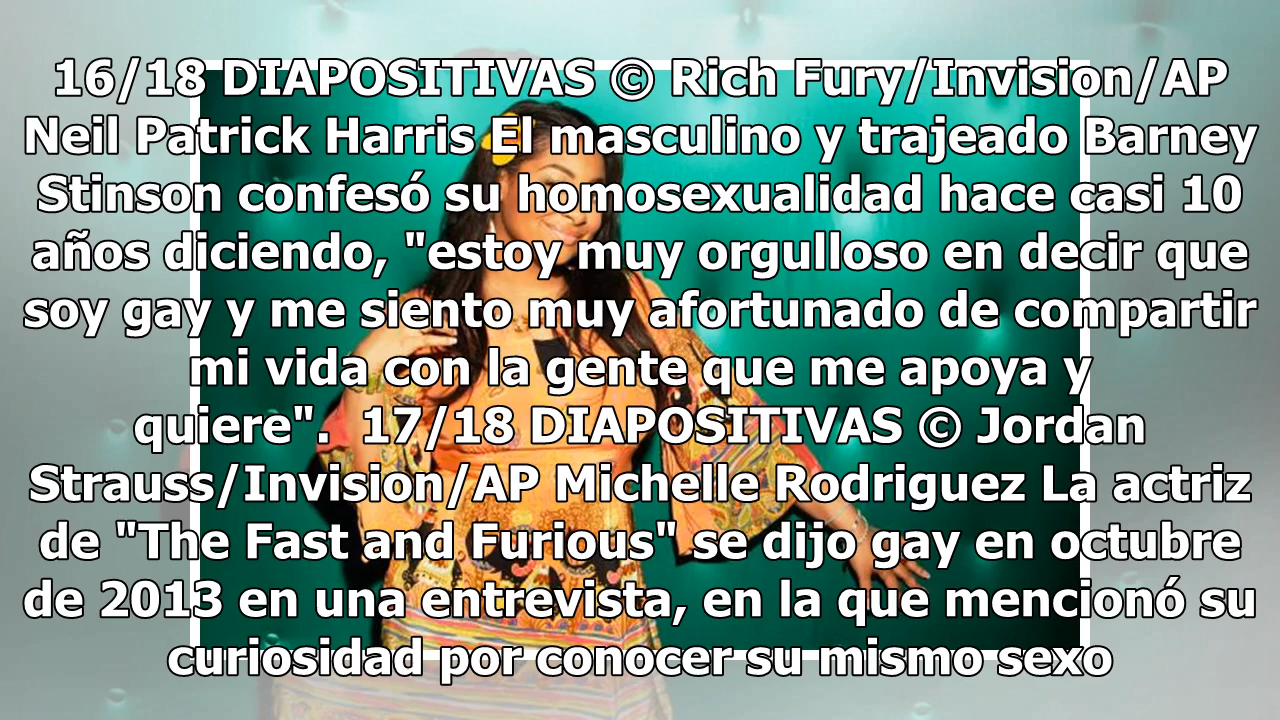 16/18 DIAPOSITIVAS © Rich Fury/Invision/AP
Neil Patrick Harris El masculino y trajeado Barney
Stinson confesó su homosexualidad hace casi 10
años diciendo, "estoy muy orgulloso en decir que
soy gay y me siento muy afortunado de compartir
mi vida con la gente que me apoya y
quiere".  17/18 DIAPOSITIVAS © Jordan
Strauss/Invision/AP Michelle Rodriguez La actriz
de "The Fast and Furious" se dijo gay en octubre
de 2013 en una entrevista, en la que mencionó su
curiosidad por conocer su mismo sexo